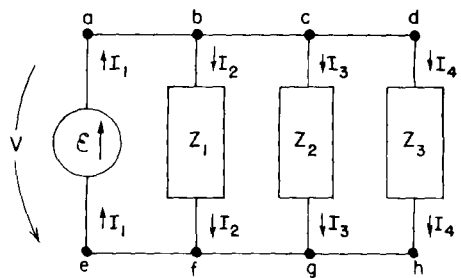 a b c d
↑I₁ ↓I₂ ↓I₃ ↓I₄
V ℰ↑ Z₁ Z₂ Z₃
↑I₁ ↓I₂ ↓I₃ ↓I₄
e f g h